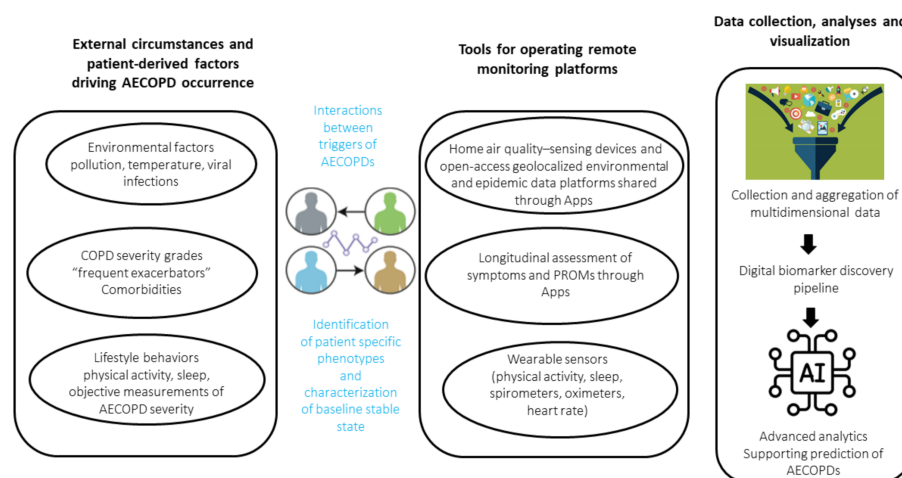 External circumstances and
patient-derived factors
driving AECOPD occurrence
Environmental factors
pollution, temperature, viral
infections
COPD severity grades
“frequent exacerbators”
Comorbidities
Lifestyle behaviors
physical activity, sleep,
objective measurements of
AECOPD severity
Interactions
between
triggers of
AECOPDs
Identification
of patient specific
phenotypes
and
characterization
of baseline stable
state
Tools for operating remote
monitoring platforms
Home air quality–sensing devices and
open-access geolocalized environmental
and epidemic data platforms shared
through Apps
Longitudinal assessment of
symptoms and PROMs through
Apps
Wearable sensors
(physical activity, sleep,
spirometers, oximeters,
heart rate)
Data collection, analyses and
visualization
Collection and aggregation of
multidimensional data
Digital biomarker discovery
pipeline
AI
Advanced analytics
Supporting prediction of
AECOPDs